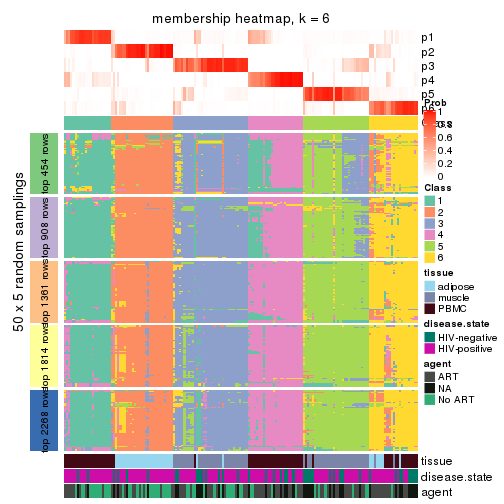 membership heatmap, k = 6
p1
p2
p3
p4
p5
Prob
1
0.8
0.6
0.4
0.2
0
Class
1
2
3
4
5
6
tissue
adipose
muscle
PBMC
disease.state
HIV-negative
HIV-positive
agent
ART
NA
No ART
50 x 5 random samplings
top 454 rows
top 908 rows
top 1361 rows
top 1814 rows
top 2268 rows
tissue
disease.state
agent